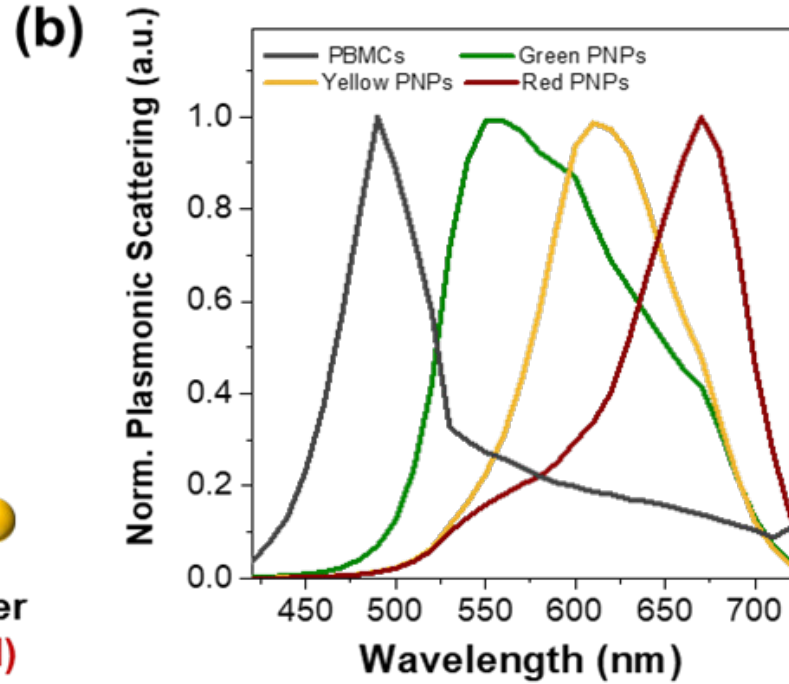 (b)
Norm. Plasmonic Scattering (a.u.)
PBMCs Green PNPs
Yellow PNPs Red PNPs
1.0
0.8
0.6
0.4
0.2
0.0
450 500 550 600 650 700
Wavelength (nm)
er